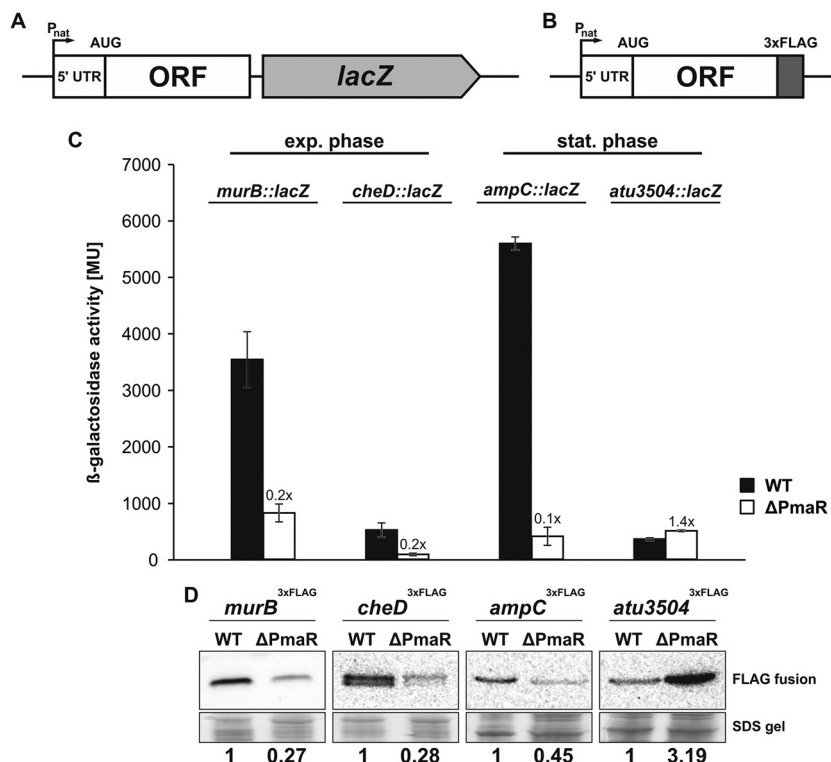 A
P nat
AUG
5' UTR
ORF
lacZ
B
P nat
AUG
3xFLAG
5' UTR
ORF
C
exp. phase
stat. phase
murB::lacZ
cheD::lacZ
ampC::lacZ
atu3504::lacZ
ß-galactosidase activity [MU]
7000
6000
5000
4000
3000
2000
1000
0
0.2x
0.2x
0.1x
1.4x
WT
ΔPmaR
D
murB 3xFLAG
cheD 3xFLAG
ampC 3xFLAG
atu3504 3xFLAG
WT ΔPmaR
WT ΔPmaR
WT ΔPmaR
WT ΔPmaR
FLAG fusion
SDS gel
1 0.27
1 0.28
1 0.45
1 3.19